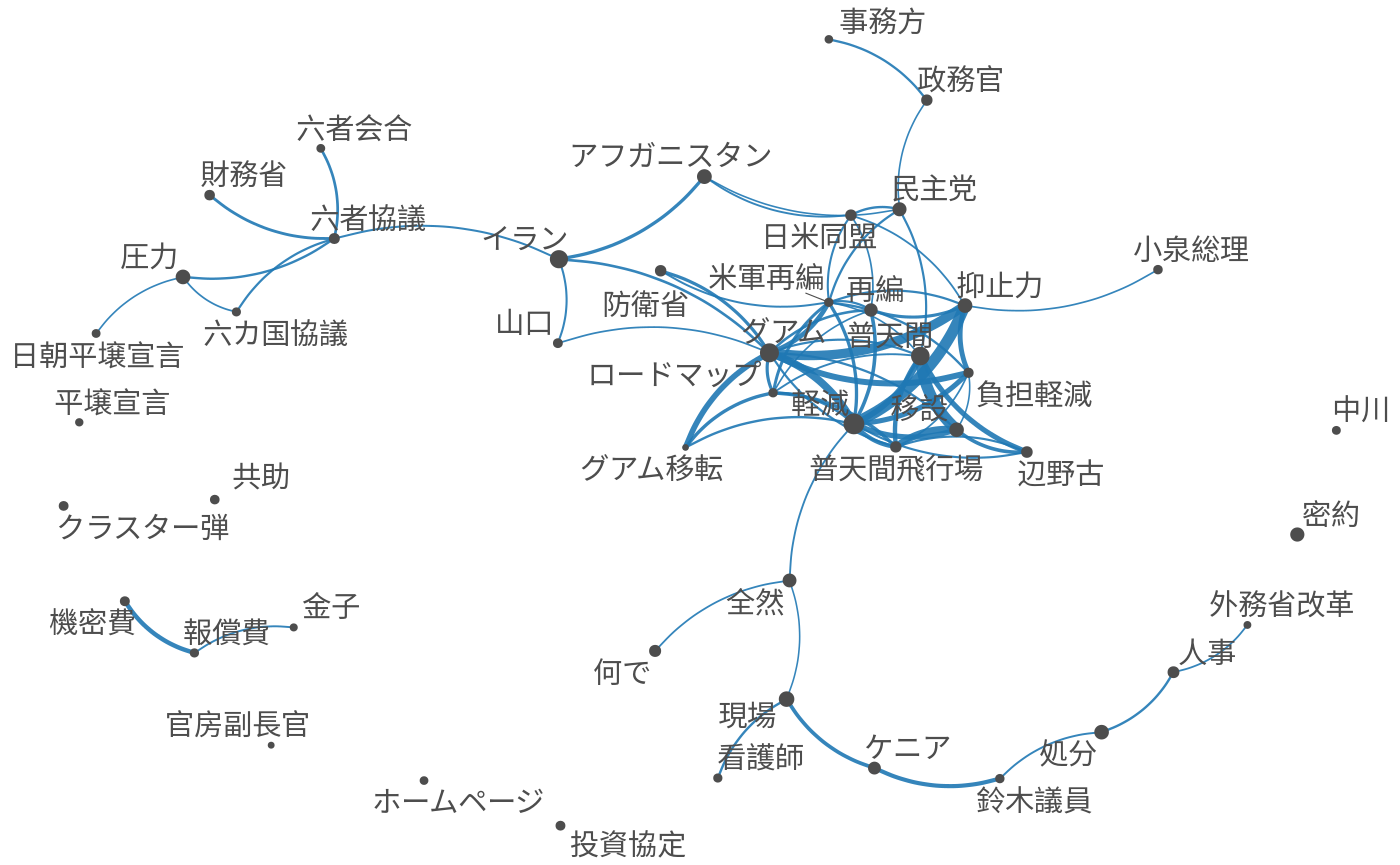 事務方
政務官
六者会合
アフガニスタン
財務省
民主党
六者協議
日米同盟
イラン
小泉総理
圧力
米軍再編
再編
抑止力
防衛省
山口
六カ国協議
グアム
普天間
日朝平壌宣言
ロードマップ
平壌宣言
軽減
移設
負担軽減
中川
グアム移転
普天間飛行場
辺野古
共助
密約
クラスター弾
全然
金子
外務省改革
機密費
報償費
人事
何で
官房副長官
現場
ケニア
処分
看護師
ホームページ
鈴木議員
投資協定